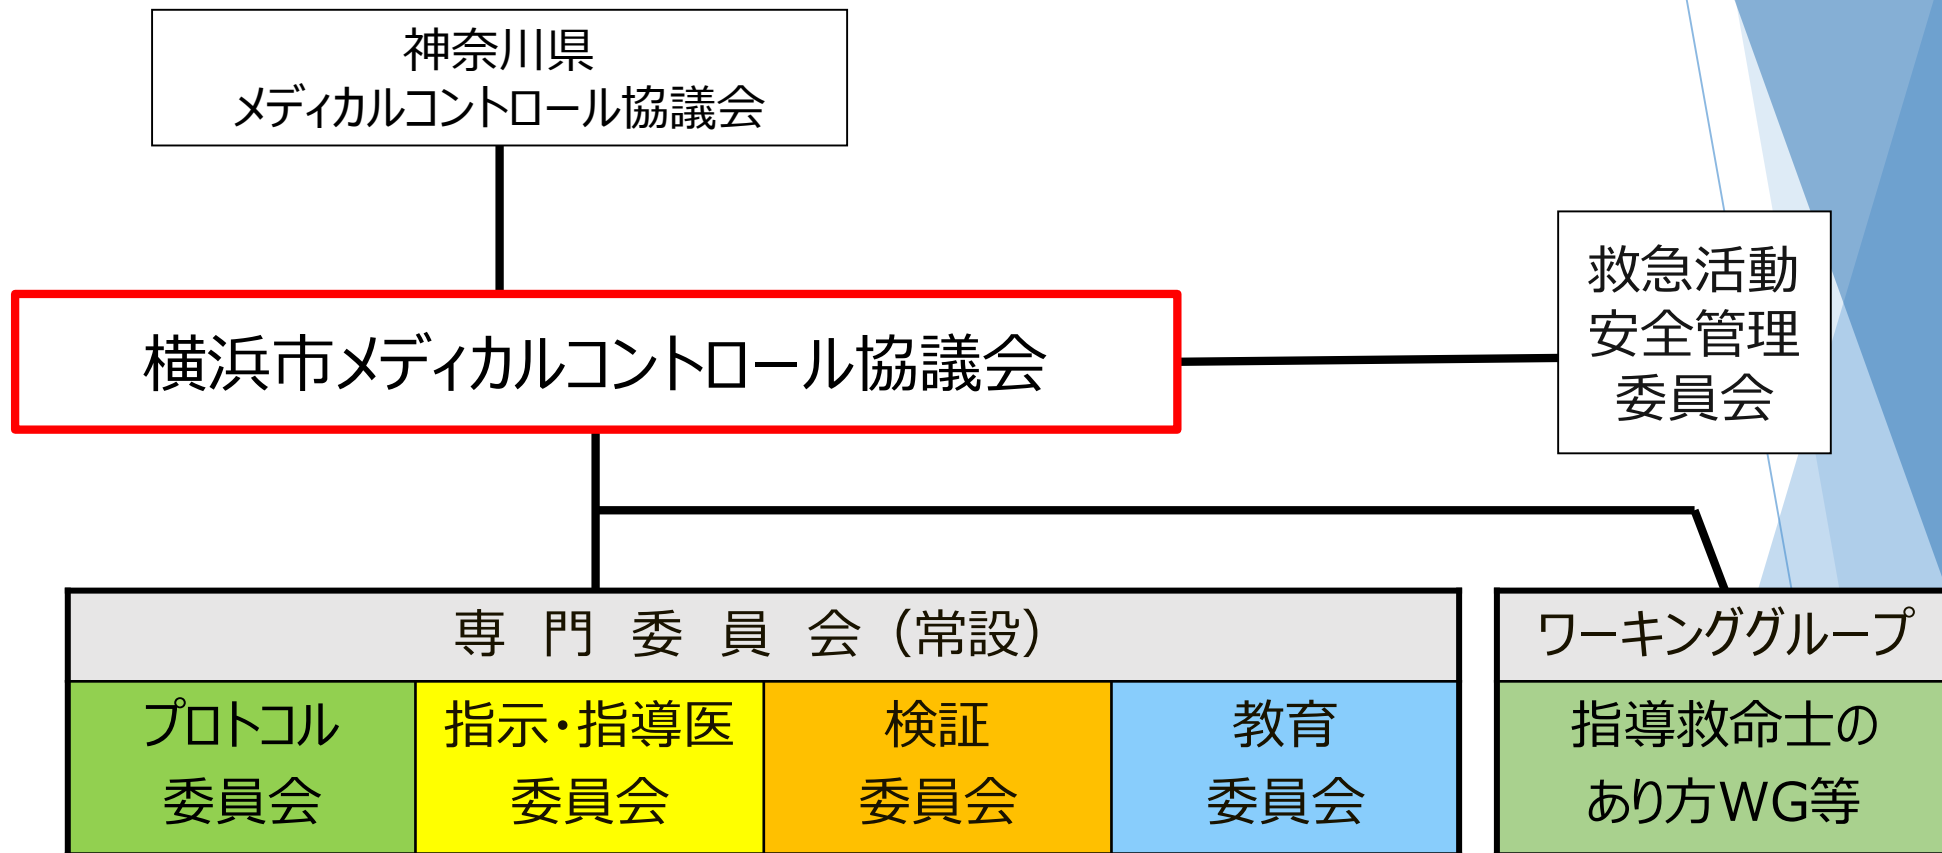 神奈川県
メディカルコントロール協議会
救急活動
安全管理
委員会
横浜市メディカルコントロール協議会
専 門 委 員 会（常設）
ワーキンググループ
プロトコル
委員会
指示・指導医
委員会
検証
委員会
教育
委員会
指導救命士の
あり方WG等